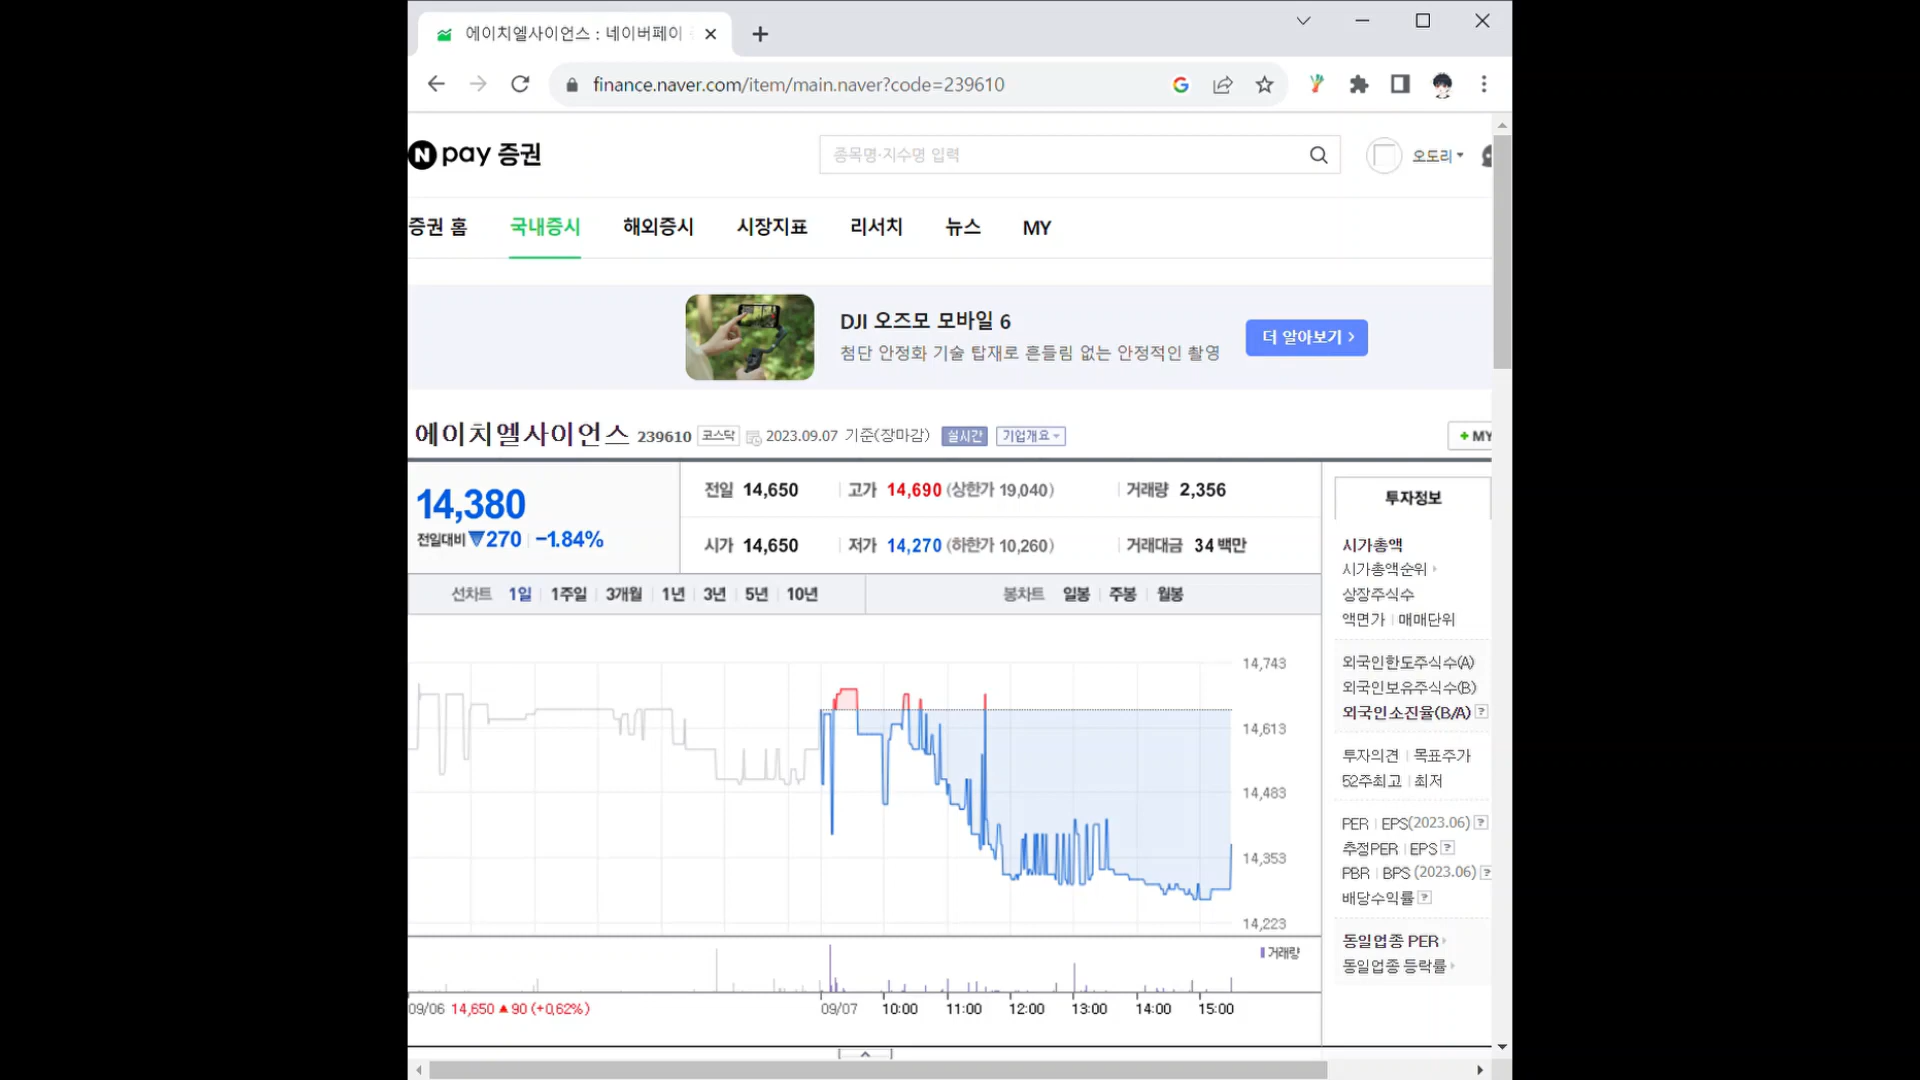 에이치엘사이언스 : 네이버페이
finance.naver.com/item/main.naver?code=239610
N pay 증권
종목명·지수명 입력
오도리
증권 홈 국내증시 해외증시 시장지표 리서치 뉴스 MY
DJI 오즈모 모바일 6
첨단 안정화 기술 탑재로 흔들림 없는 안정적인 촬영
더 알아보기 >
에이치엘사이언스 239610 코스닥 2023.09.07 기준(장마감) 실시간 기업개요
+ MY
14,380
전일대비 ▼270 | -1.84%
전일 14,650 | 고가 14,690 (상한가 19,040) | 거래량 2,356
시가 14,650 | 저가 14,270 (하한가 10,260) | 거래대금 34 백만
선차트 1일 1주일 3개월 1년 3년 5년 10년
봉차트 일봉 주봉 월봉
14,743
14,613
14,483
14,353
14,223
거래량
09/06 14,650 ▲ 90 (+0.62%)
09/07 10:00 11:00 12:00 13:00 14:00 15:00
투자정보
시가총액
시가총액순위
상장주식수
액면가 | 매매단위
외국인한도주식수(A)
외국인보유주식수(B)
외국인소진율(B/A) ?
투자의견 | 목표주가
52주최고 | 최저
PER | EPS(2023.06) ?
추정PER | EPS ?
PBR | BPS (2023.06) ?
배당수익률 ?
동일업종 PER
동일업종 등락률